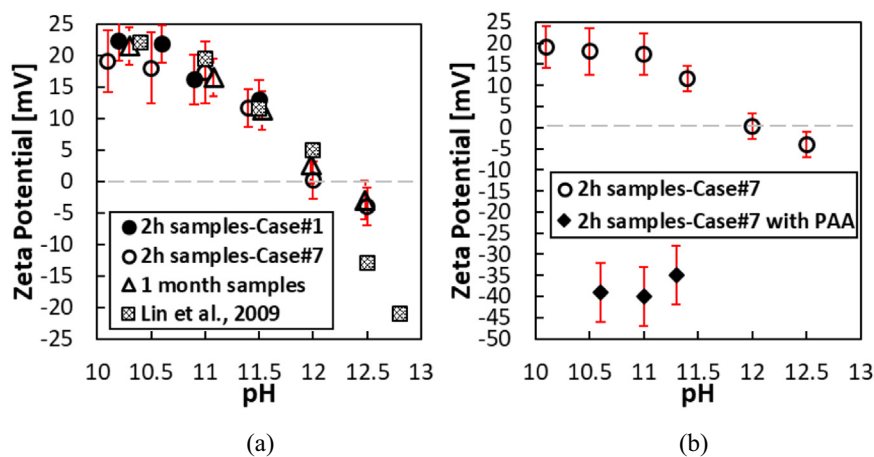 25
20
15
10
5
0
-5
-10
-15
-20
-25
Zeta Potential [mV]
2h samples-Case#1
2h samples-Case#7
1 month samples
Lin et al., 2009
10 10.5 11 11.5 12 12.5 13
pH
(a)
25
20
15
10
5
0
-5
-10
-15
-20
-25
-30
-35
-40
-45
-50
Zeta Potential [mV]
2h samples-Case#7
2h samples-Case#7 with PAA
10 10.5 11 11.5 12 12.5 13
pH
(b)